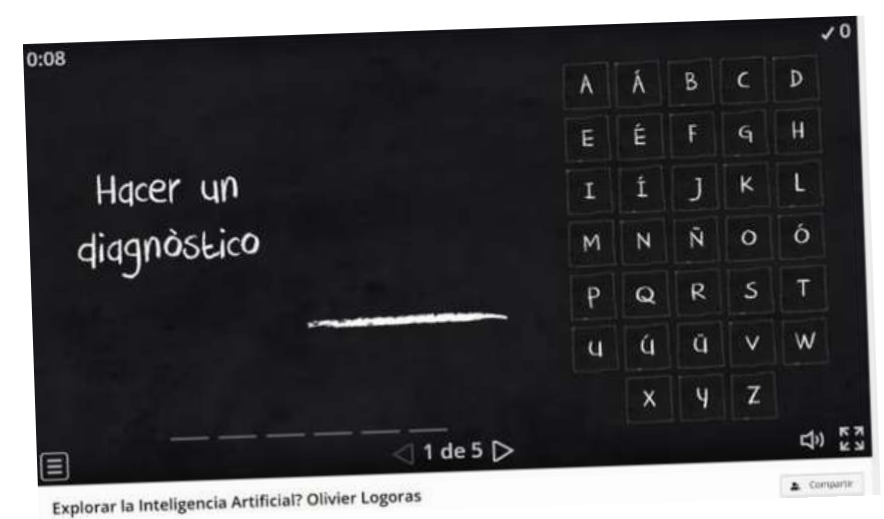 0:08
✓ 0
Hacer un
diagnòstico
A Á B C D
E É F G H
I Í J K L
M N Ñ O Ó
P Q R S T
U Ú Ü V W
X Y Z
1 de 5
Explorar la Inteligencia Artificial? Olivier Logoras
Compartir